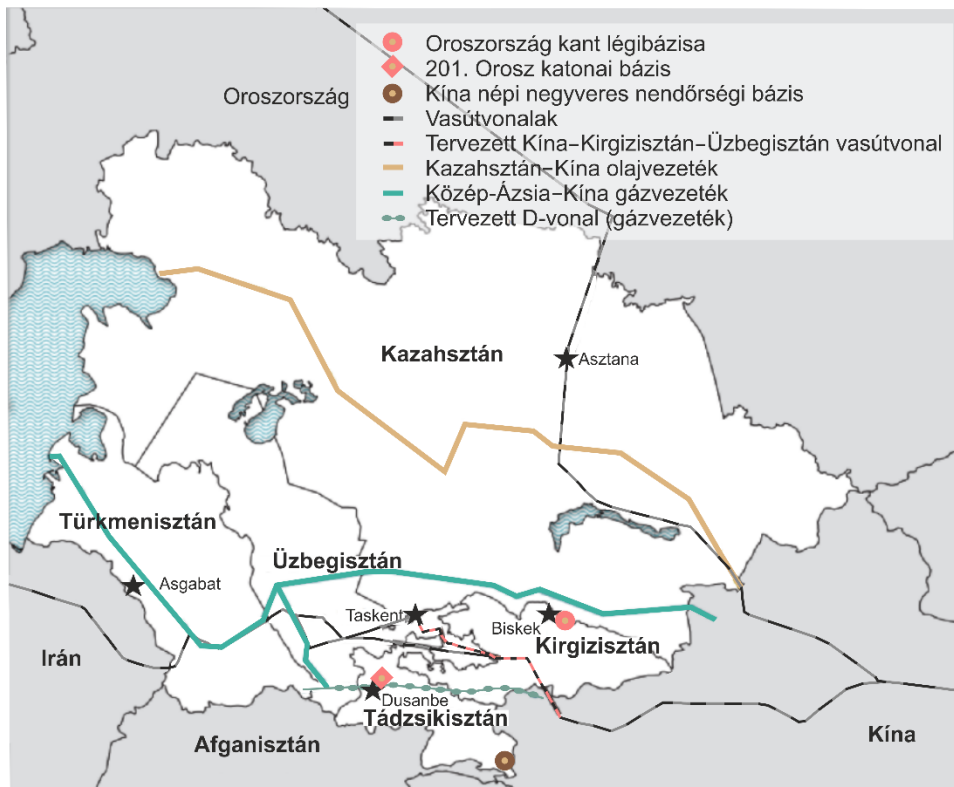 Oroszország kant légibázisa
201. Orosz katonai bázis
Kína népi negyveres nendőrségi bázis
Vasútvonalak
Tervezett Kína–Kirgizisztán–Üzbegisztán vasútvonal
Kazahsztán–Kína olajvezeték
Közép-Ázsia–Kína gázvezeték
Tervezett D-vonal (gázvezeték)
Oroszország
Kazahsztán
Asztana
Türkmenisztán
Üzbegisztán
Asgabat
Taskent
Biskek
Kirgizisztán
Irán
Dusanbe
Tádzsikisztán
Afganisztán
Kína